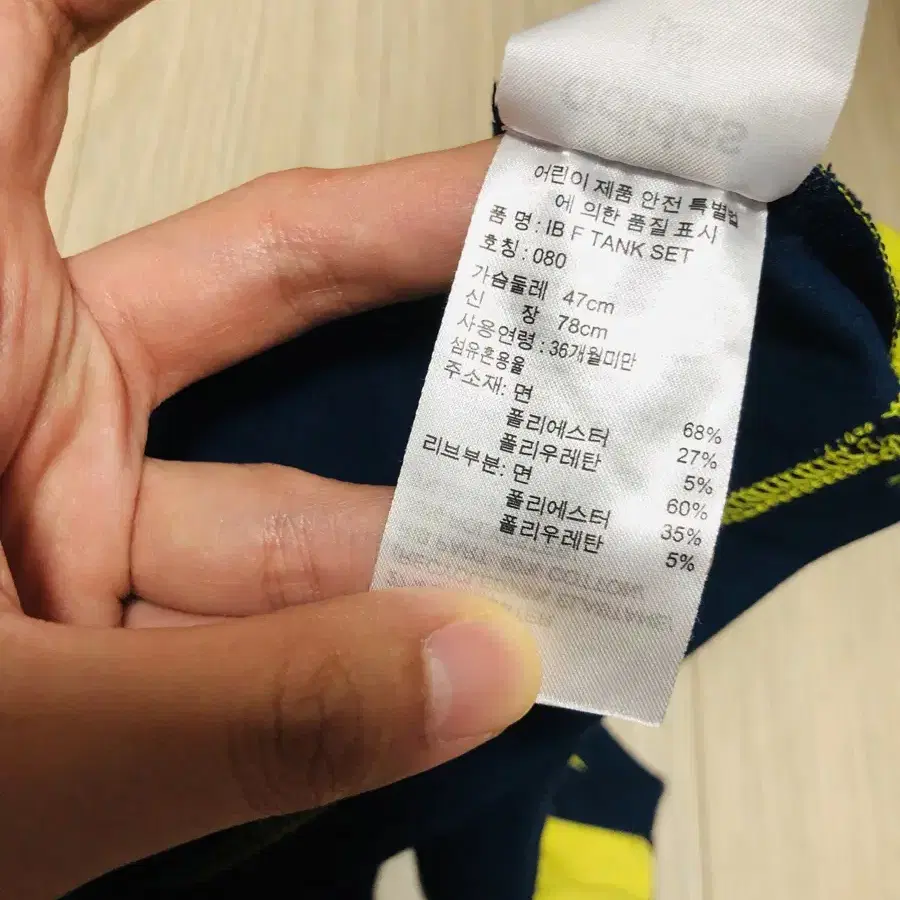 어린이 제품 안전 특별법
에 의한 품질 표시
품 명 : IB F TANK SET
호칭 : 080
가슴둘레 47cm
신 장 78cm
사용연령 : 36개월미만
섬유혼용율
주소재: 면 68%
폴리에스터 27%
폴리우레탄 5%
리브부분: 면 60%
폴리에스터 35%
폴리우레탄 5%